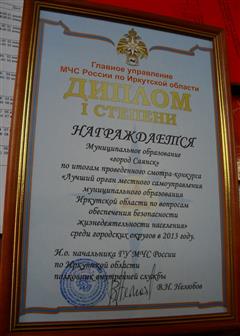 Главное управление
МЧС России по Иркутской области
ДИПЛОМ
I СТЕПЕНИ
НАГРАЖДАЕТСЯ
Муниципальное образование
«город Саянск»
по итогам проведенного смотра-конкурса
«Лучший орган местного самоуправления
муниципального образования
Иркутской области по вопросам
обеспечения безопасности
жизнедеятельности населения»
среди городских округов в 2013 году.
И.о. начальника ГУ МЧС России
по Иркутской области
полковник внутренней службы
В.Н. Нелюбов